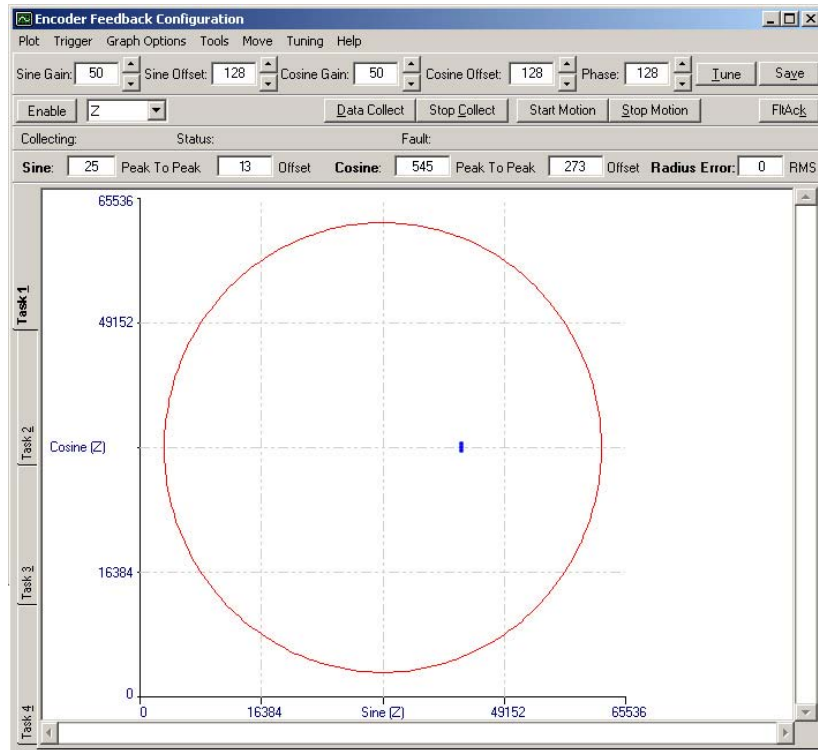 Encoder Feedback Configuration
Plot Trigger Graph Options Tools Move Tuning Help
Sine Gain: 50 Sine Offset: 128 Cosine Gain: 50 Cosine Offset: 128 Phase: 128 Tune Save
Enable Z Data Collect Stop Collect Start Motion Stop Motion FltAck
Collecting: Status: Fault:
Sine: 25 Peak To Peak 13 Offset Cosine: 545 Peak To Peak 273 Offset Radius Error: 0 RMS
65536
Task 1
49152
Task 2
Cosine (Z)
Task 3
16384
Task 4
0
0 16384 Sine (Z) 49152 65536